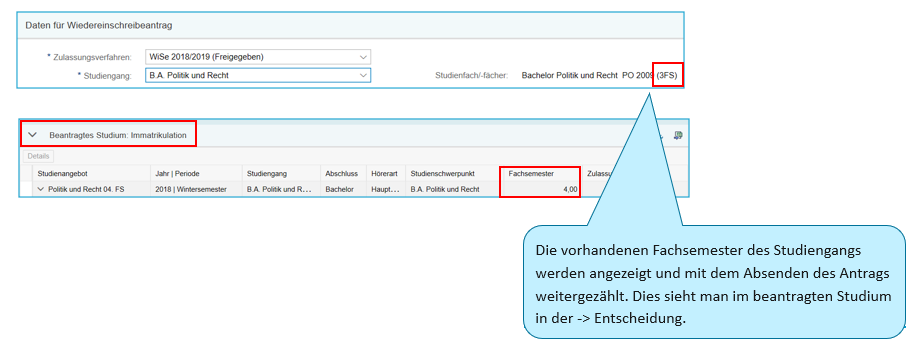 Daten für Wiedereinschreibeantrag
* Zulassungsverfahren: WiSe 2018/2019 (Freigegeben)
* Studiengang: B.A. Politik und Recht Studienfach/-fächer: Bachelor Politik und Recht PO 2009 (3FS)
Beantragtes Studium: Immatrikulation
Details
Studienangebot Jahr | Periode Studiengang Abschluss Hörerart Studienschwerpunkt Fachsemester Zulassu
Politik und Recht 04. FS 2018 | Wintersemester B.A. Politik und R... Bachelor Haupt... B.A. Politik und Recht 4,00
Die vorhandenen Fachsemester des Studiengangs
werden angezeigt und mit dem Absenden des Antrags
weitergezählt. Dies sieht man im beantragten Studium
in der -> Entscheidung.